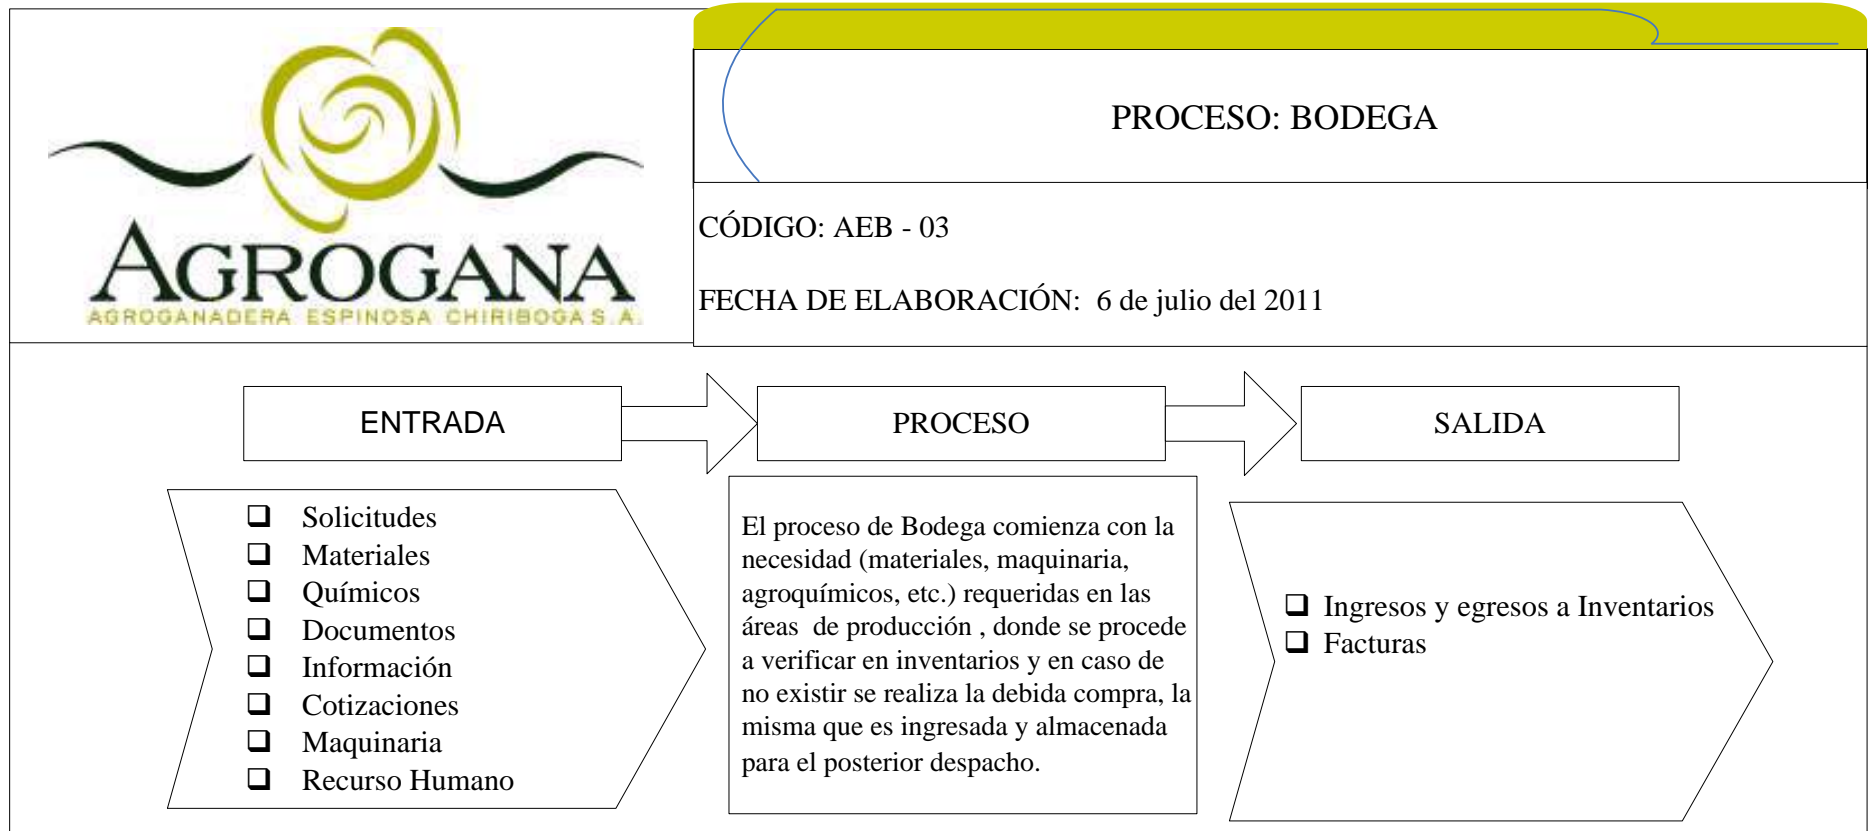 AGROGANA
AGROGANADERA ESPINOSA CHIRIBOGA S.A.
PROCESO: BODEGA
CÓDIGO: AEB - 03
FECHA DE ELABORACIÓN: 6 de julio del 2011
ENTRADA
PROCESO
SALIDA
Solicitudes
Materiales
Químicos
Documentos
Información
Cotizaciones
Maquinaria
Recurso Humano
El proceso de Bodega comienza con la
necesidad (materiales, maquinaria,
agroquímicos, etc.) requeridas en las
áreas de producción , donde se procede
a verificar en inventarios y en caso de
no existir se realiza la debida compra, la
misma que es ingresada y almacenada
para el posterior despacho.
Ingresos y egresos a Inventarios
Facturas